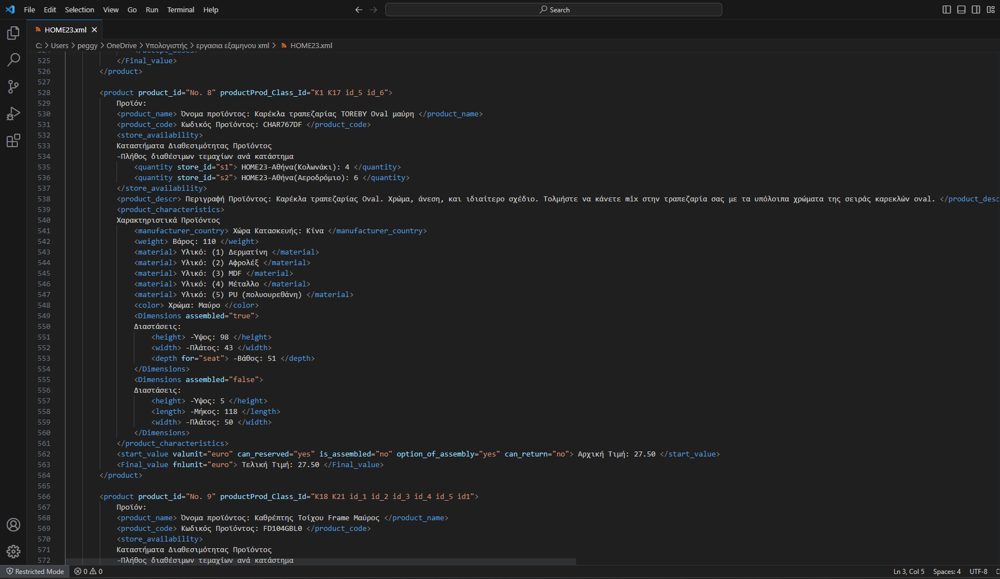 File Edit Selection View Go Run Terminal Help
Search
HOME23.xml
C: > Users > peggy > OneDrive > Υπολογιστής > εργασια εξαμηνου xml > HOME23.xml
525 </Final_value>
526 </product>
527
528 <product product_id="No. 8" productProd_Class_Id="K1 K17 id_5 id_6">
529 Προϊόν:
530 <product_name> Όνομα προϊόντος: Καρέκλα τραπεζαρίας TOREBY Oval μαύρη </product_name>
531 <product_code> Κωδικός Προϊόντος: CHAR767DF </product_code>
532 <store_availability>
533 Καταστήματα Διαθεσιμότητας Προϊόντος
534 -Πλήθος διαθέσιμων τεμαχίων ανά κατάστημα
535 <quantity store_id="s1"> HOME23-Αθήνα(Κολωνάκι): 4 </quantity>
536 <quantity store_id="s2"> HOME23-Αθήνα(Αεροδρόμιο): 6 </quantity>
537 </store_availability>
538 <product_descr> Περιγραφή Προϊόντος: Καρέκλα τραπεζαρίας Oval. Χρώμα, άνεση, και ιδιαίτερο σχέδιο. Τολμήστε να κάνετε mix στην τραπεζαρία σας με τα υπόλοιπα χρώματα της σειράς καρεκλών oval. </product_desc
539 <product_characteristics>
540 Χαρακτηριστικά Προϊόντος
541 <manufacturer_country> Χώρα Κατασκευής: Κίνα </manufacturer_country>
542 <weight> Βάρος: 110 </weight>
543 <material> Υλικό: (1) Δερματίνη </material>
544 <material> Υλικό: (2) Αφρολέξ </material>
545 <material> Υλικό: (3) MDF </material>
546 <material> Υλικό: (4) Μέταλλο </material>
547 <material> Υλικό: (5) PU (πολυουρεθάνη) </material>
548 <color> Χρώμα: Μαύρο </color>
549 <Dimensions assembled="true">
550 Διαστάσεις:
551 <height> -Ύψος: 98 </height>
552 <width> -Πλάτος: 43 </width>
553 <depth for="seat"> -Βάθος: 51 </depth>
554 </Dimensions>
555 <Dimensions assembled="false">
556 Διαστάσεις:
557 <height> -Ύψος: 5 </height>
558 <length> -Μήκος: 118 </length>
559 <width> -Πλάτος: 50 </width>
560 </Dimensions>
561 </product_characteristics>
562 <start_value valunit="euro" can_reserved="yes" is_assembled="no" option_of_assembly="yes" can_return="no"> Αρχική Τιμή: 27.50 </start_value>
563 <Final_value fnlunit="euro"> Τελική Τιμή: 27.50 </Final_value>
564 </product>
565
566 <product product_id="No. 9" productProd_Class_Id="K18 K21 id_1 id_2 id_3 id_4 id_5 id1">
567 Προϊόν:
568 <product_name> Όνομα προϊόντος: Καθρέπτης Τοίχου Frame Μαύρος </product_name>
569 <product_code> Κωδικός Προϊόντος: FD104GBL0 </product_code>
570 <store_availability>
571 Καταστήματα Διαθεσιμότητας Προϊόντος
572 -Πλήθος διαθέσιμων τεμαχίων ανά κατάστημα
Restricted Mode 0 0 Ln 3, Col 5 Spaces: 4 UTF-8